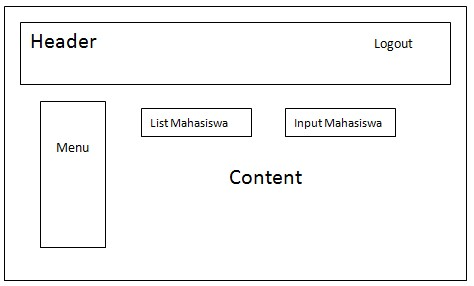 Header
Logout
Menu
List Mahasiswa
Input Mahasiswa
Content